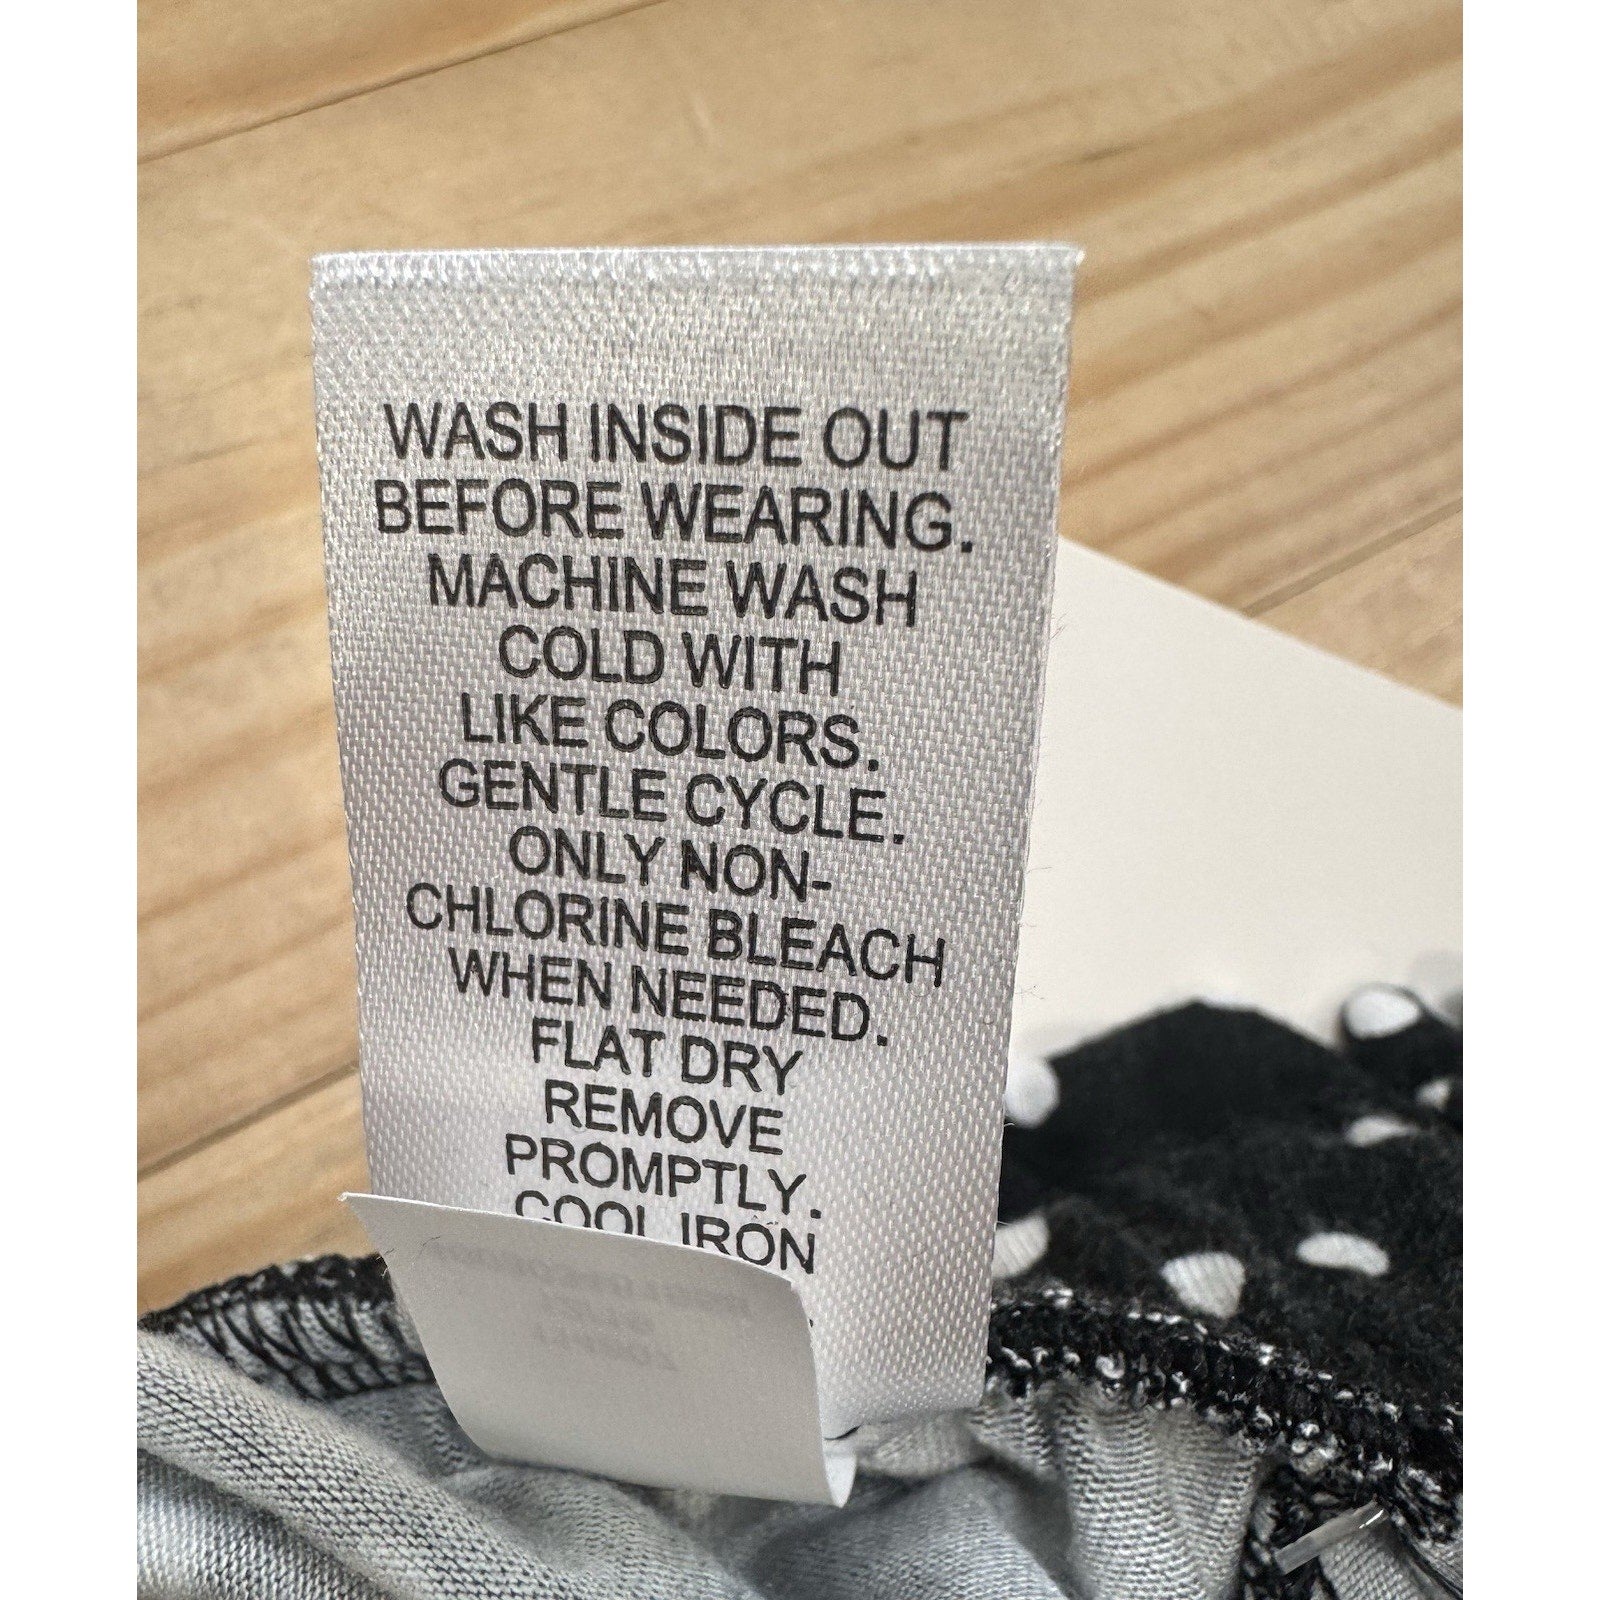 WASH INSIDE OUT
BEFORE WEARING.
MACHINE WASH
COLD WITH
LIKE COLORS.
GENTLE CYCLE.
ONLY NON-
CHLORINE BLEACH
WHEN NEEDED.
FLAT DRY
REMOVE
PROMPTLY.
COOL IRON